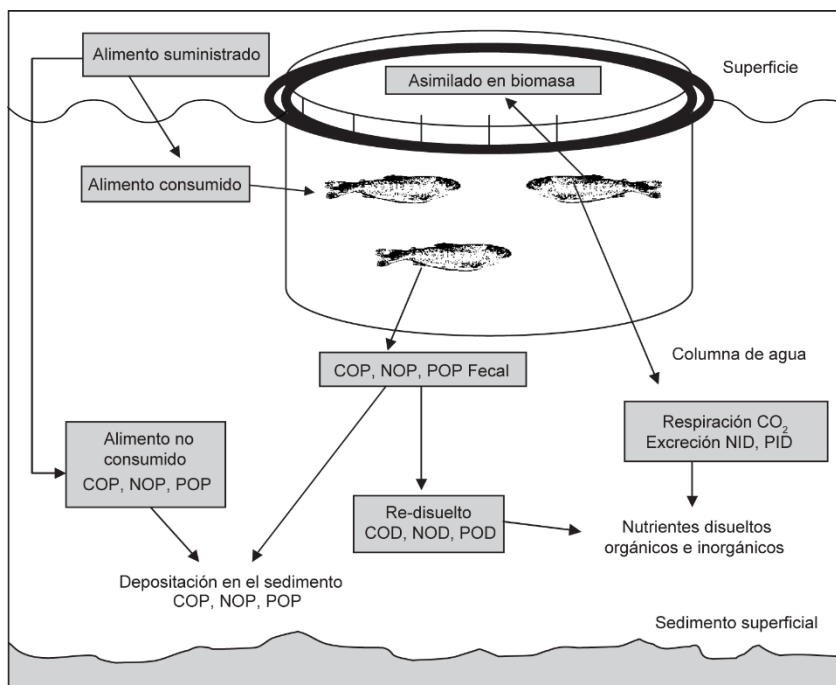 Alimento suministrado
Superficie
Asimilado en biomasa
Alimento consumido
Columna de agua
COP, NOP, POP Fecal
Respiración CO₂
Excreción NID, PID
Alimento no
consumido
COP, NOP, POP
Re-disuelto
COD, NOD, POD
Nutrientes disueltos
orgánicos e inorgánicos
Depositación en el sedimento
COP, NOP, POP
Sedimento superficial